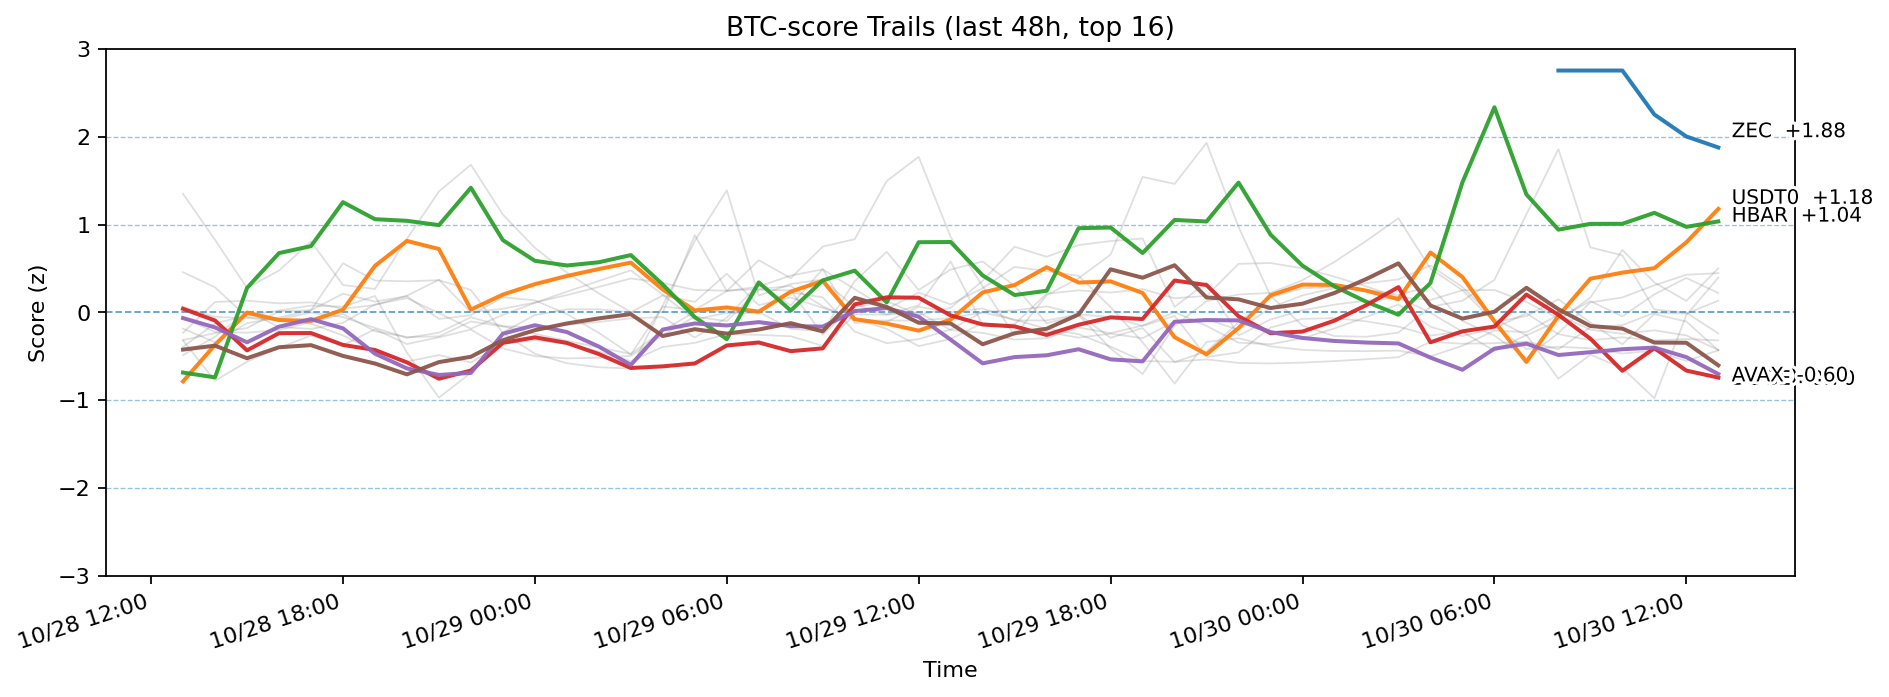 BTC-score Trails (last 48h, top 16)
3
2
1
0
−1
−2
−3
Score (z)
ZEC +1.88
USDT0 +1.18
HBAR +1.04
AVAX -0.60
10/28 12:00
10/28 18:00
10/29 00:00
10/29 06:00
10/29 12:00
10/29 18:00
10/30 00:00
10/30 06:00
10/30 12:00
Time